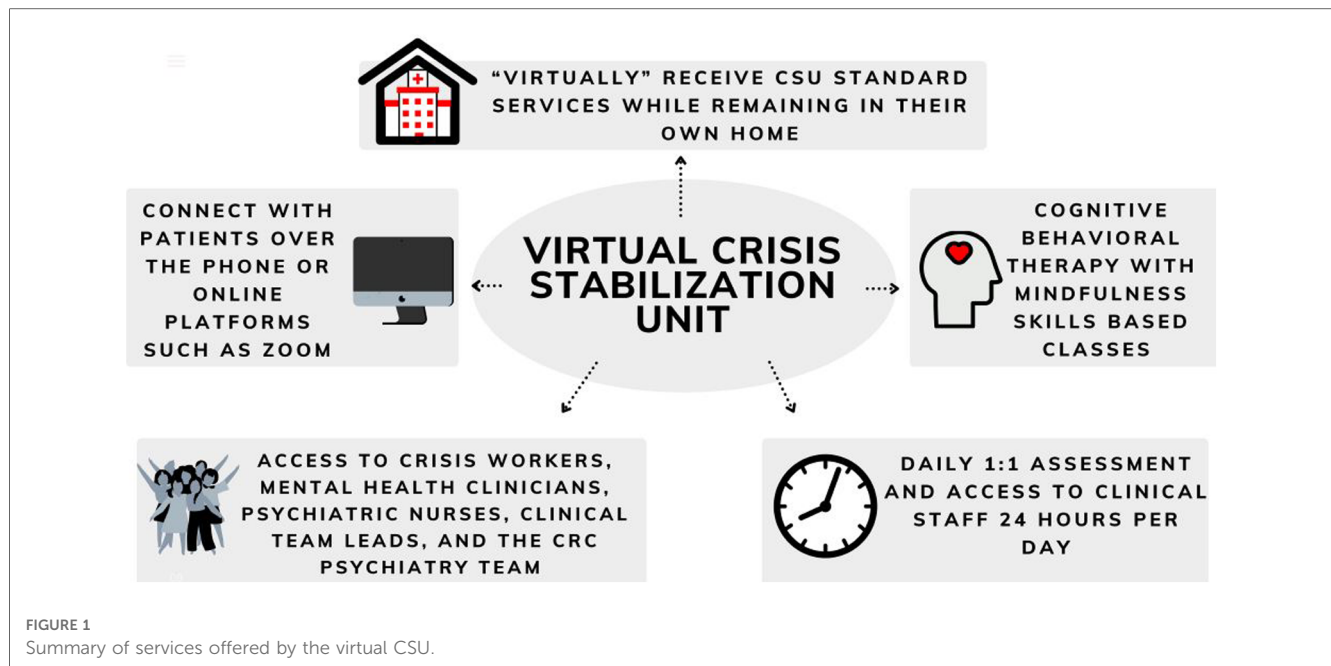 “VIRTUALLY” RECEIVE CSU STANDARD
SERVICES WHILE REMAINING IN THEIR
OWN HOME
CONNECT WITH
PATIENTS OVER
THE PHONE OR
ONLINE
PLATFORMS
SUCH AS ZOOM
VIRTUAL CRISIS
STABILIZATION
UNIT
COGNITIVE
BEHAVIORAL
THERAPY WITH
MINDFULNESS
SKILLS BASED
CLASSES
ACCESS TO CRISIS WORKERS,
MENTAL HEALTH CLINICIANS,
PSYCHIATRIC NURSES, CLINICAL
TEAM LEADS, AND THE CRC
PSYCHIATRY TEAM
DAILY 1:1 ASSESSMENT
AND ACCESS TO CLINICAL
STAFF 24 HOURS PER
DAY
FIGURE 1
Summary of services offered by the virtual CSU.